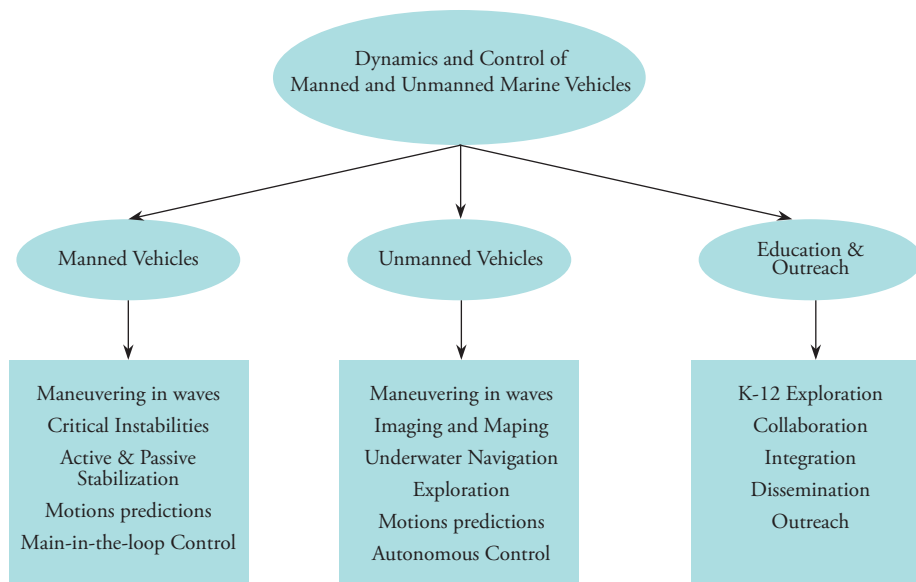 Dynamics and Control of
Manned and Unmanned Marine Vehicles
Manned Vehicles
Unmanned Vehicles
Education &
Outreach
Maneuvering in waves
Critical Instabilities
Active & Passive
Stabilization
Motions predictions
Main-in-the-loop Control
Maneuvering in waves
Imaging and Maping
Underwater Navigation
Exploration
Motions predictions
Autonomous Control
K-12 Exploration
Collaboration
Integration
Dissemination
Outreach